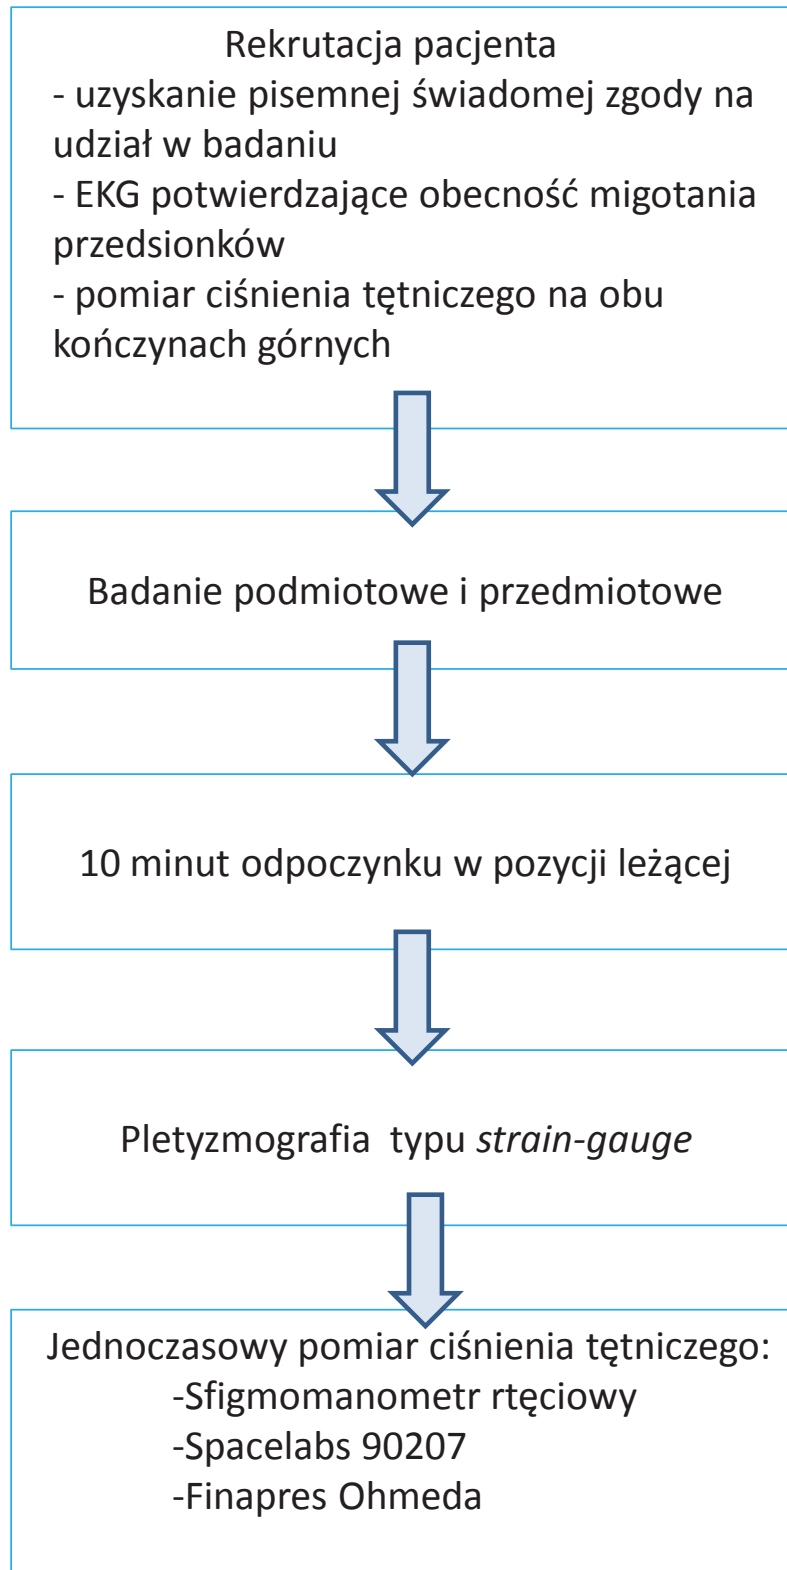 Rekrutacja pacjenta
- uzyskanie pisemnej świadomej zgody na
udział w badaniu
- EKG potwierdzające obecność migotania
przedsionków
- pomiar ciśnienia tętniczego na obu
kończynach górnych
Badanie podmiotowe i przedmiotowe
10 minut odpoczynku w pozycji leżącej
Pletyzmografia typu strain-gauge
Jednoczasowy pomiar ciśnienia tętniczego:
-Sfigmomanometr rtęciowy
-Spacelabs 90207
-Finapres Ohmeda